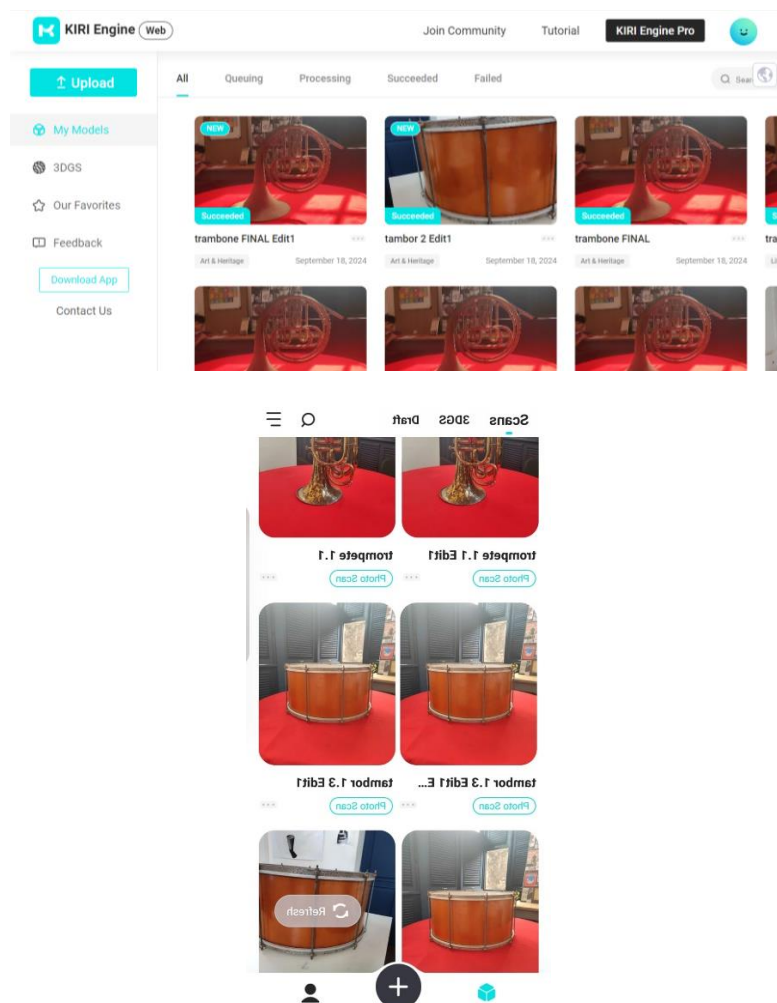 KIRI Engine Web
Join Community Tutorial KIRI Engine Pro
Upload
All Queuing Processing Succeeded Failed
My Models
3DGS
Our Favorites
Feedback
Download App
Contact Us
NEW NEW
Succeeded Succeeded Succeeded
trambone FINAL Edit1 tambor 2 Edit1 trambone FINAL
Art & Heritage September 18, 2024 Art & Heritage September 18, 2024 Art & Heritage September 18, 2024
Scans 3DGS Draft
trompete 1.1 Edit1 trompete 1.1
Photo Scan Photo Scan
tambor 1.3 Edit1 E... tambor 1.3 Edit1
Photo Scan Photo Scan
Refresh